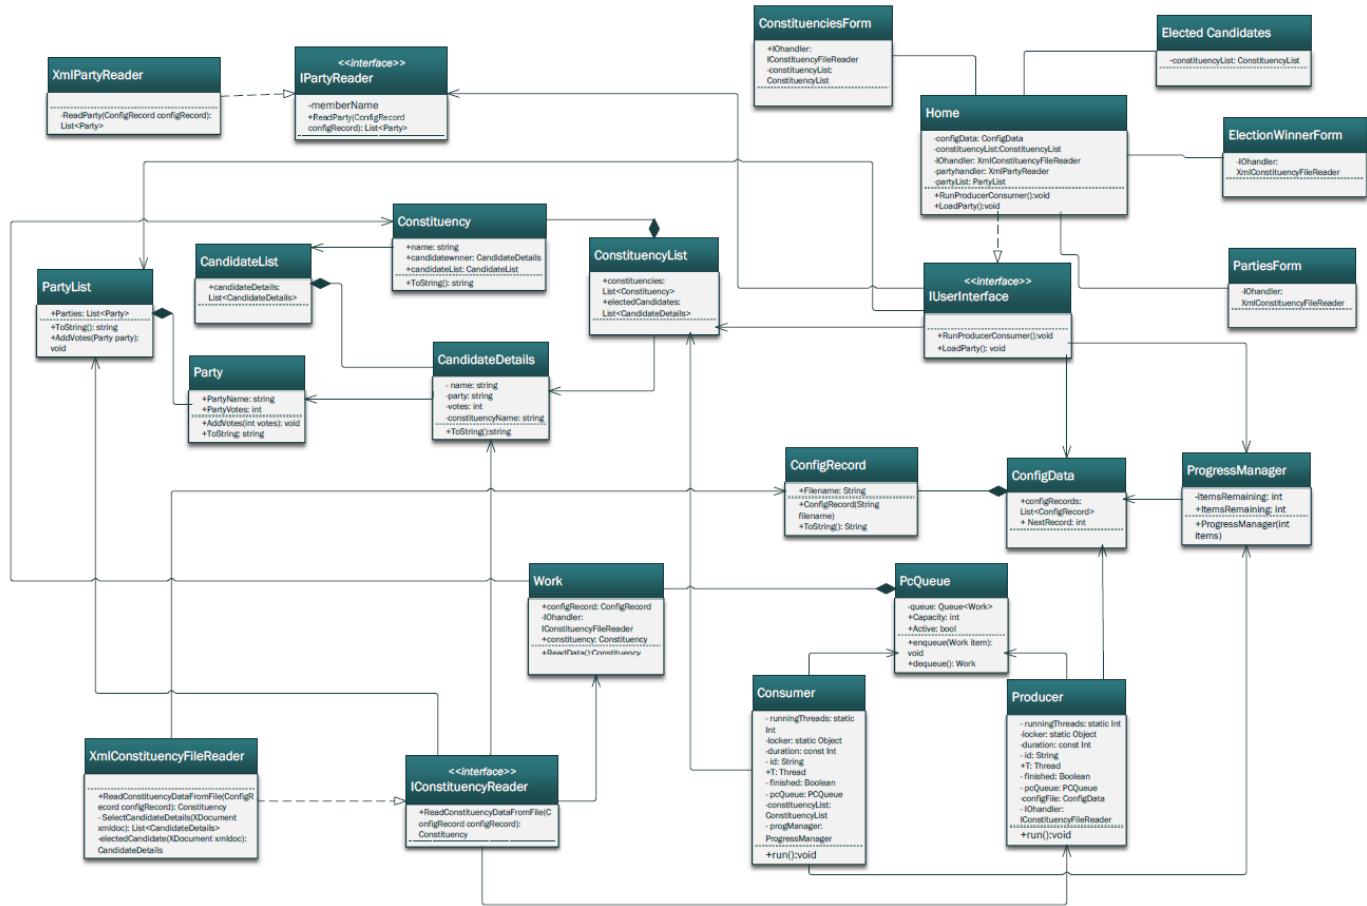 ConstituenciesForm
+IOhandler:
IConstituencyFileReader
-constituencyList:
ConstituencyList
Elected Candidates
-constituencyList: ConstituencyList
XmlPartyReader
-ReadParty(ConfigRecord configRecord):
List<Party>
<<interface>>
IPartyReader
-memberName
+ReadParty(ConfigRecord
configRecord): List<Party>
Home
-configData: ConfigData
-constituencyList:ConstituencyList
-IOhandler: XmlConstituencyFileReader
-partyhandler: XmlPartyReader
-partyList: PartyList
+RunProducerConsumer():void
+LoadParty():void
ElectionWinnerForm
-IOhandler:
XmlConstituencyFileReader
Constituency
+name: string
+candidatewnner: CandidateDetails
+candidateList: CandidateList
+ToString(): string
ConstituencyList
+constituencies:
List<Constituency>
+electedCandidates:
List<CandidateDetails>
CandidateList
+candidateDetails:
List<CandidateDetails>
PartyList
+Parties: List<Party>
+ToString(): string
+AddVotes(Party party):
void
<<interface>>
IUserInterface
+RunProducerConsumer():void
+LoadParty(): void
PartiesForm
-IOhandler:
XmlConstituencyFileReader
Party
+PartyName: string
+PartyVotes: int
+AddVotes(int votes): void
+ToString: string
CandidateDetails
- name: string
-party: string
-votes: int
-constituencyName: string
+ToString():string
ConfigRecord
+Filename: String
+ConfigRecord(String
filename)
+ToString(): String
ConfigData
+configRecords:
List<ConfigRecord>
+ NextRecord: int
ProgressManager
-itemsRemaining: int
+ItemsRemaining: int
+ProgressManager(int
items)
Work
+configRecord: ConfigRecord
-IOhandler:
IConstituencyFileReader
+constituency: Constituency
+ReadData():Constituency
PcQueue
-queue: Queue<Work>
+Capacity: int
+Active: bool
+enqueue(Work item):
void
+dequeue(): Work
Consumer
- runningThreads: static
Int
-locker: static Object
-duration: const Int
- id: String
+T: Thread
- finished: Boolean
- pcQueue: PCQueue
-constituencyList:
ConstituencyList
- progManager:
ProgressManager
+run():void
Producer
- runningThreads: static Int
-locker: static Object
-duration: const Int
- id: String
+T: Thread
- finished: Boolean
- pcQueue: PCQueue
-configFile: ConfigData
- IOHandler:
IConstituencyFileReader
+run():void
XmlConstituencyFileReader
+ReadConstituencyDataFromFile(ConfigR
ecord configRecord): Constituency
- SelectCandidateDetails(XDocument
xmldoc): List<CandidateDetails>
-electedCandidate(XDocument xmldoc):
CandidateDetails
<<interface>>
IConstituencyReader
+ReadConstituencyDataFromFile(C
onfigRecord configRecord):
Constituency